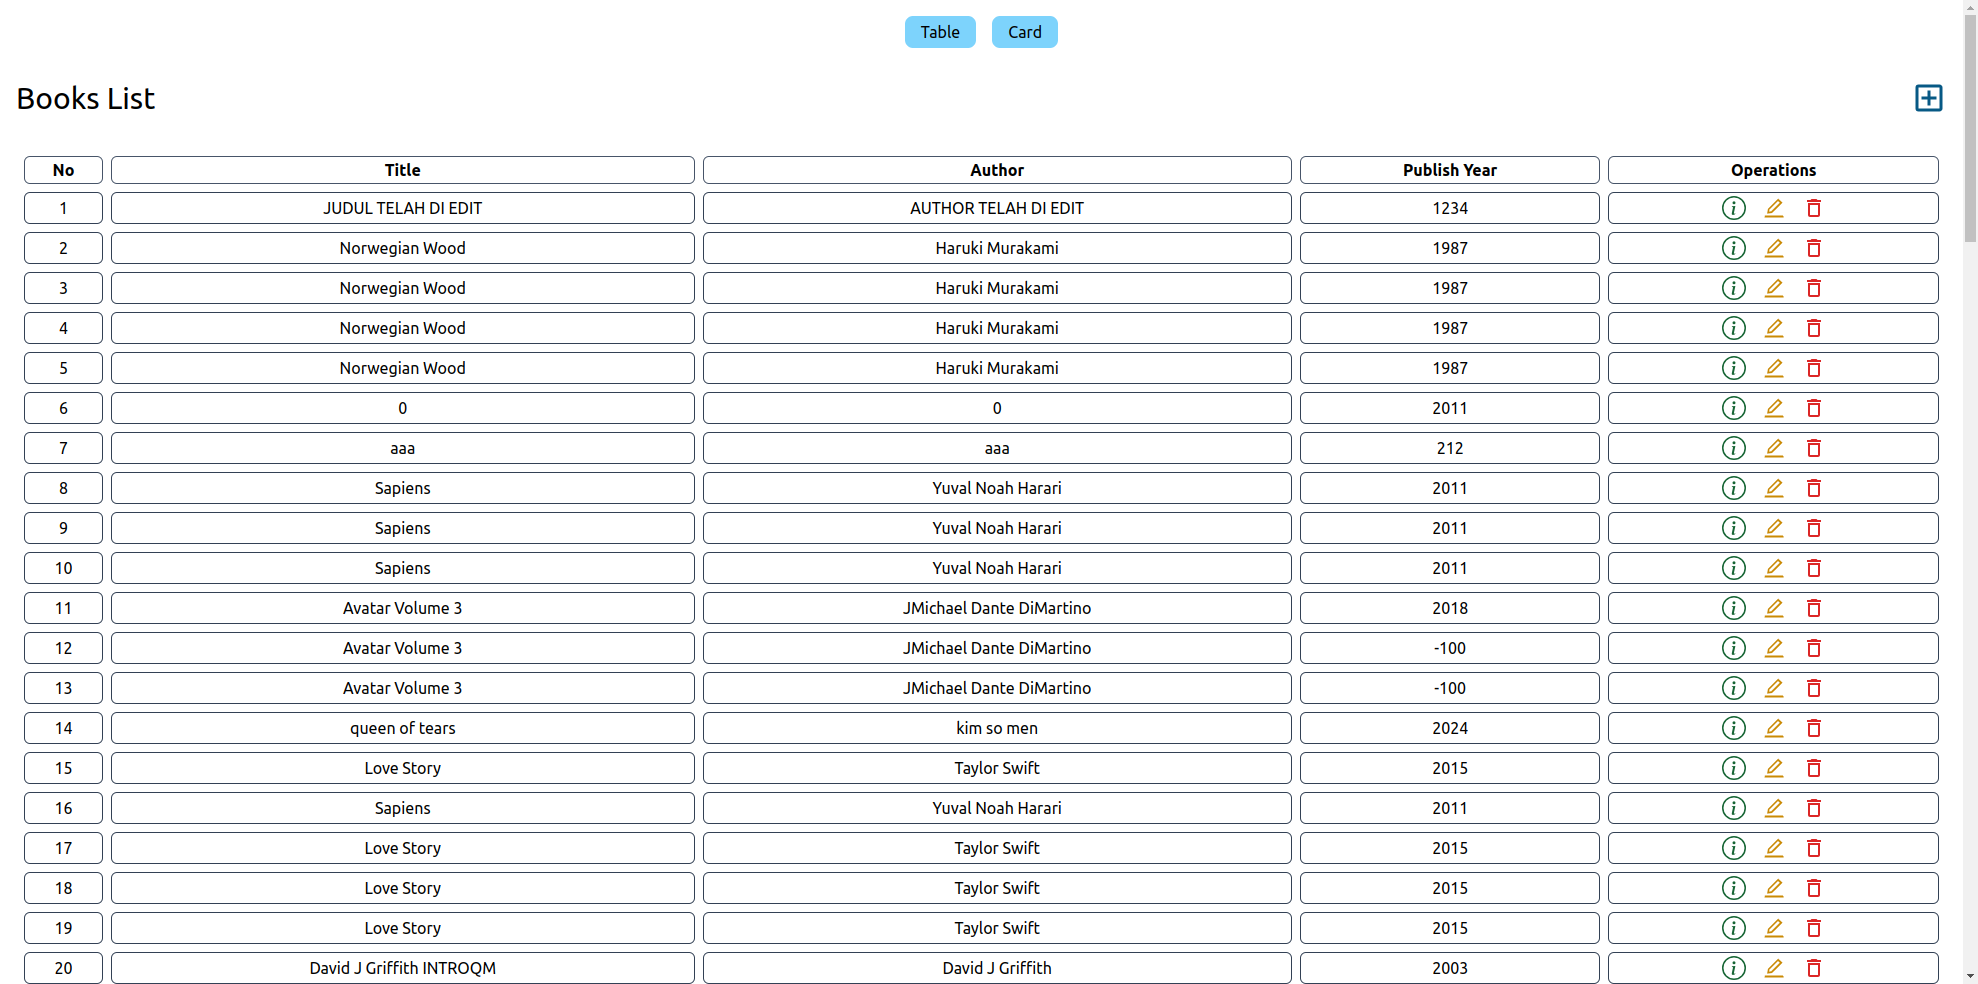 Table Card
Books List
No Title Author Publish Year Operations
1 JUDUL TELAH DI EDIT AUTHOR TELAH DI EDIT 1234
2 Norwegian Wood Haruki Murakami 1987
3 Norwegian Wood Haruki Murakami 1987
4 Norwegian Wood Haruki Murakami 1987
5 Norwegian Wood Haruki Murakami 1987
6 0 0 2011
7 aaa aaa 212
8 Sapiens Yuval Noah Harari 2011
9 Sapiens Yuval Noah Harari 2011
10 Sapiens Yuval Noah Harari 2011
11 Avatar Volume 3 JMichael Dante DiMartino 2018
12 Avatar Volume 3 JMichael Dante DiMartino -100
13 Avatar Volume 3 JMichael Dante DiMartino -100
14 queen of tears kim so men 2024
15 Love Story Taylor Swift 2015
16 Sapiens Yuval Noah Harari 2011
17 Love Story Taylor Swift 2015
18 Love Story Taylor Swift 2015
19 Love Story Taylor Swift 2015
20 David J Griffith INTROQM David J Griffith 2003